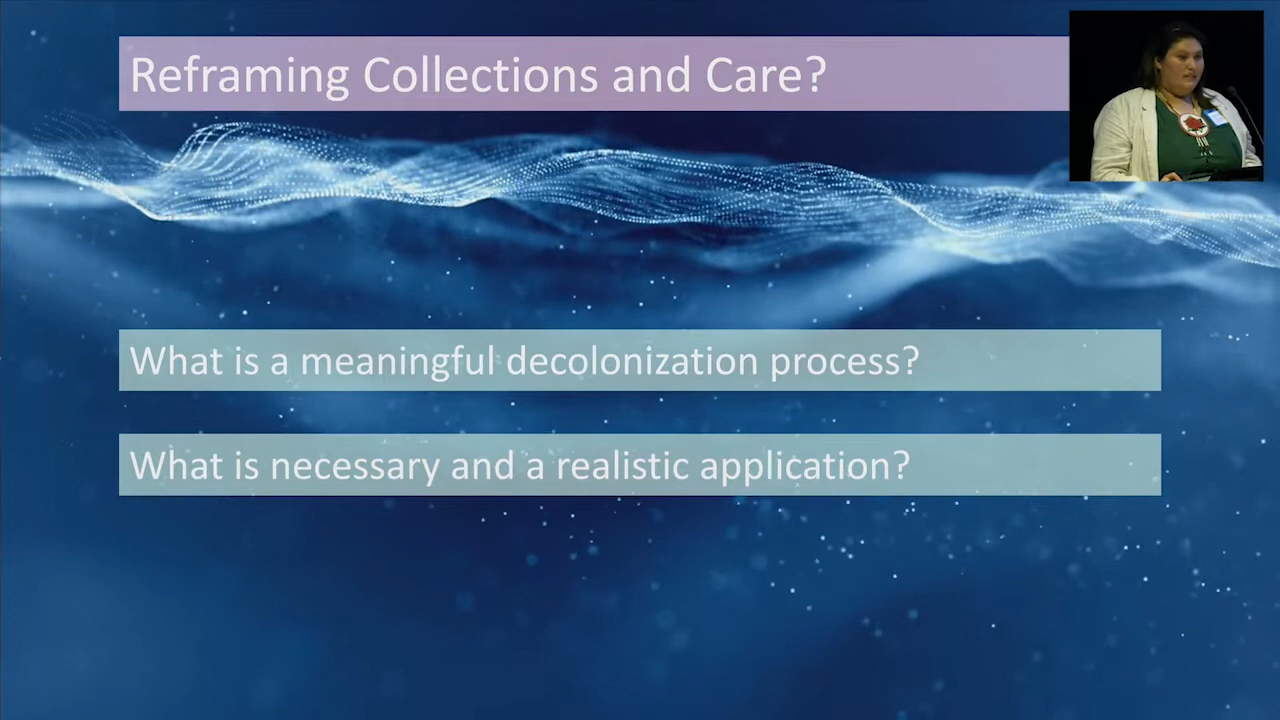 Reframing Collections and Care?
What is a meaningful decolonization process?
What is necessary and a realistic application?